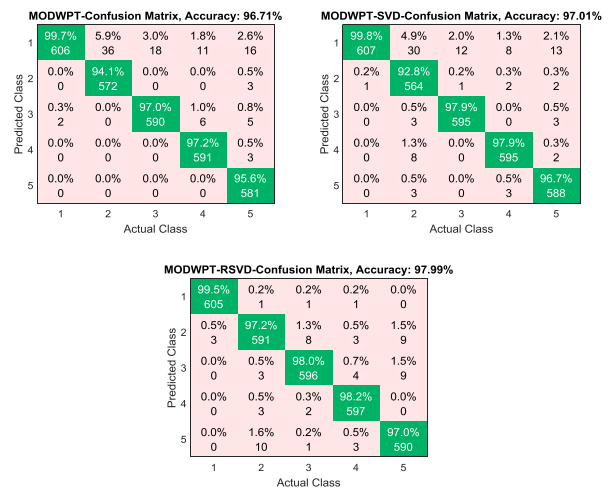 MODWPT-Confusion Matrix, Accuracy: 96.71%
1
99.7% 5.9% 3.0% 1.8% 2.6%
606 36 18 11 16
2
0.0% 94.1% 0.0% 0.0% 0.5%
0 572 0 0 3
3
0.3% 0.0% 97.0% 1.0% 0.8%
2 0 590 6 5
4
0.0% 0.0% 0.0% 97.2% 0.5%
0 0 0 591 3
5
0.0% 0.0% 0.0% 0.0% 95.6%
0 0 0 0 581
1 2 3 4 5
Predicted Class
Actual Class
MODWPT-SVD-Confusion Matrix, Accuracy: 97.01%
1
99.8% 4.9% 2.0% 1.3% 2.1%
607 30 12 8 13
2
0.2% 92.8% 0.2% 0.3% 0.3%
1 564 1 2 2
3
0.0% 0.5% 97.9% 0.0% 0.5%
0 3 595 0 3
4
0.0% 1.3% 0.0% 97.9% 0.3%
0 8 0 595 2
5
0.0% 0.5% 0.0% 0.5% 96.7%
0 3 0 3 588
1 2 3 4 5
Predicted Class
Actual Class
MODWPT-RSVD-Confusion Matrix, Accuracy: 97.99%
1
99.5% 0.2% 0.2% 0.2% 0.0%
605 1 1 1 0
2
0.5% 97.2% 1.3% 0.5% 1.5%
3 591 8 3 9
3
0.0% 0.5% 98.0% 0.7% 1.5%
0 3 596 4 9
4
0.0% 0.5% 0.3% 98.2% 0.0%
0 3 2 597 0
5
0.0% 1.6% 0.2% 0.5% 97.0%
0 10 1 3 590
1 2 3 4 5
Predicted Class
Actual Class